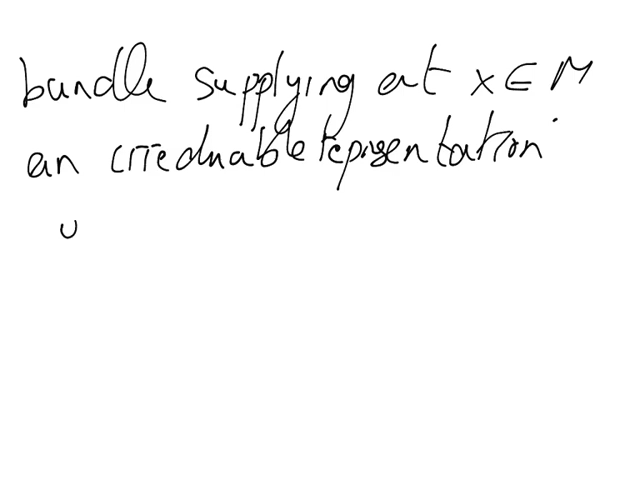 bundle supplying at x ∈ M
an irreducible representation